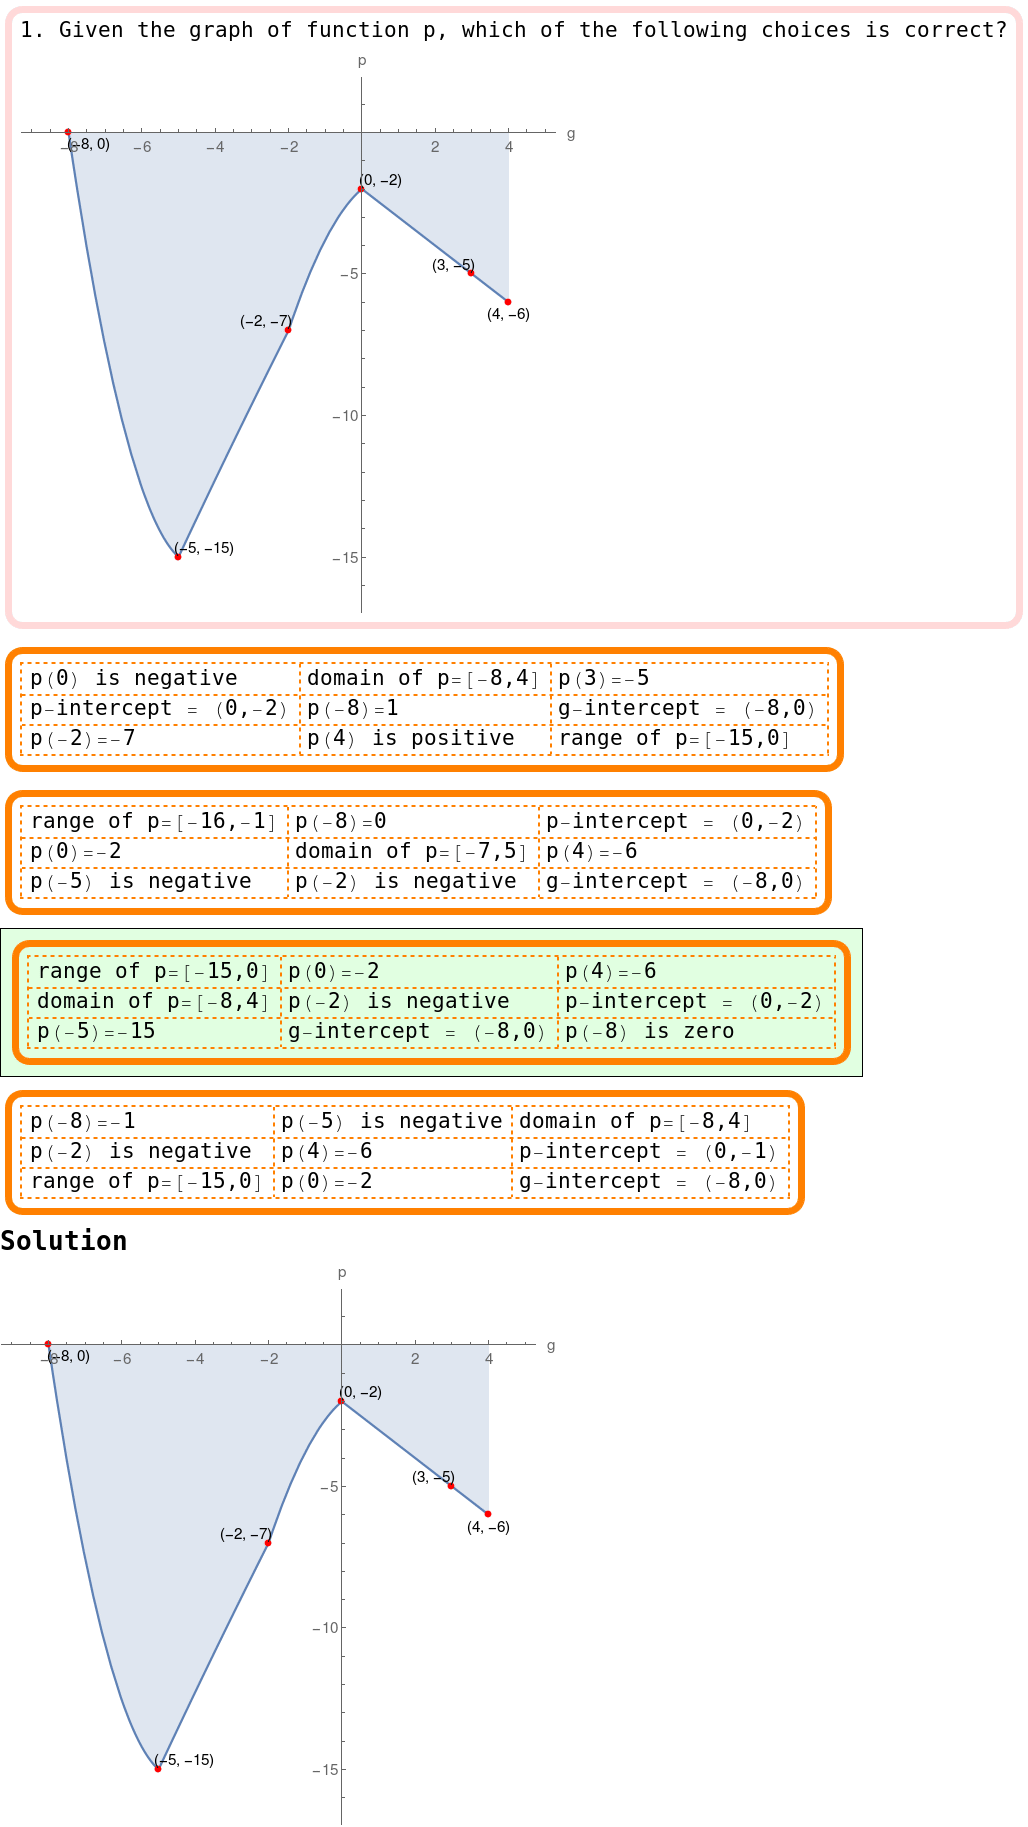 1. Given the graph of function p, which of the following choices is correct?
p
g
(−8, 0)
−8 −6 −4 −2 2 4
(0, −2)
(3, −5)
−5
(4, −6)
(−2, −7)
−10
(−5, −15)
−15
p(0) is negative domain of p=[-8,4] p(3)=-5
p-intercept = (0,-2) p(-8)=1 g-intercept = (-8,0)
p(-2)=-7 p(4) is positive range of p=[-15,0]
range of p=[-16,-1] p(-8)=0 p-intercept = (0,-2)
p(0)=-2 domain of p=[-7,5] p(4)=-6
p(-5) is negative p(-2) is negative g-intercept = (-8,0)
range of p=[-15,0] p(0)=-2 p(4)=-6
domain of p=[-8,4] p(-2) is negative p-intercept = (0,-2)
p(-5)=-15 g-intercept = (-8,0) p(-8) is zero
p(-8)=-1 p(-5) is negative domain of p=[-8,4]
p(-2) is negative p(4)=-6 p-intercept = (0,-1)
range of p=[-15,0] p(0)=-2 g-intercept = (-8,0)
Solution
p
g
(−8, 0)
−8 −6 −4 −2 2 4
(0, −2)
(3, −5)
−5
(4, −6)
(−2, −7)
−10
(−5, −15)
−15